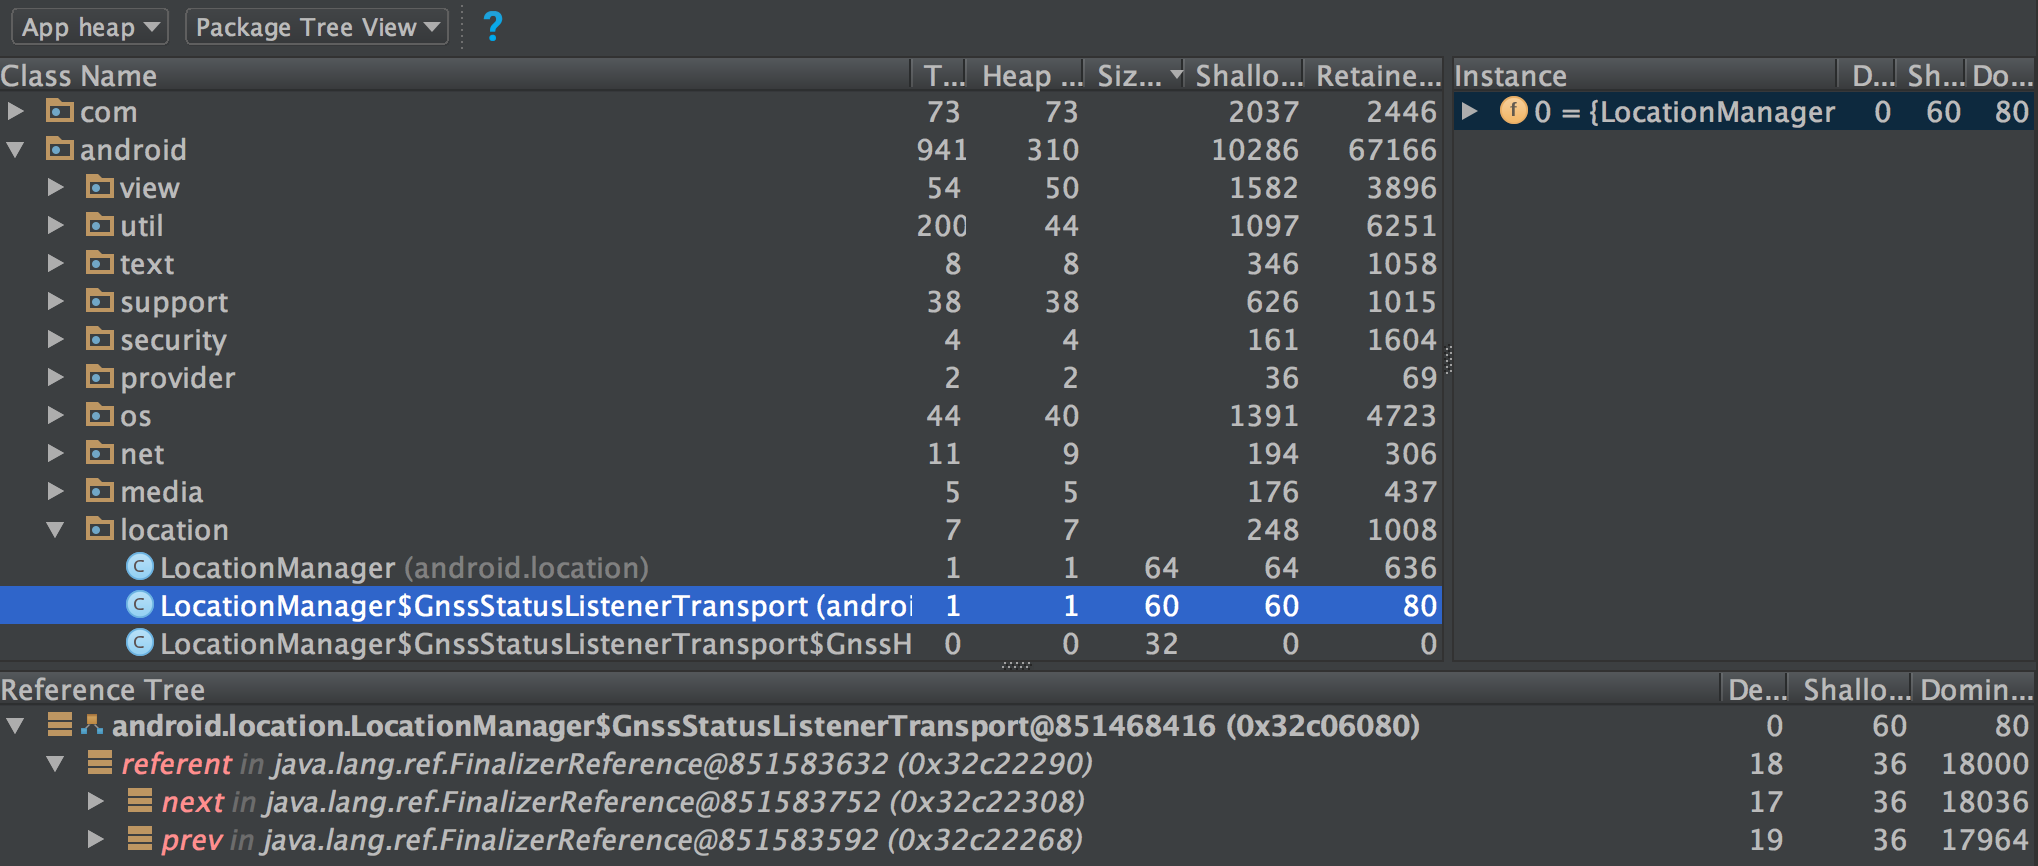 App heap Package Tree View ?
Class Name T... Heap ... Siz... Shallo... Retaine...
com 73 73 2037 2446
android 941 310 10286 67166
view 54 50 1582 3896
util 200 44 1097 6251
text 8 8 346 1058
support 38 38 626 1015
security 4 4 161 1604
provider 2 2 36 69
os 44 40 1391 4723
net 11 9 194 306
media 5 5 176 437
location 7 7 248 1008
C LocationManager (android.location) 1 1 64 64 636
C LocationManager$GnssStatusListenerTransport (androi 1 1 60 60 80
C LocationManager$GnssStatusListenerTransport$GnssH 0 0 32 0 0
Instance D... Sh... Do...
f 0 = {LocationManager 0 60 80
Reference Tree De... Shallo... Domin...
android.location.LocationManager$GnssStatusListenerTransport@851468416 (0x32c06080) 0 60 80
referent in java.lang.ref.FinalizerReference@851583632 (0x32c22290) 18 36 18000
next in java.lang.ref.FinalizerReference@851583752 (0x32c22308) 17 36 18036
prev in java.lang.ref.FinalizerReference@851583592 (0x32c22268) 19 36 17964